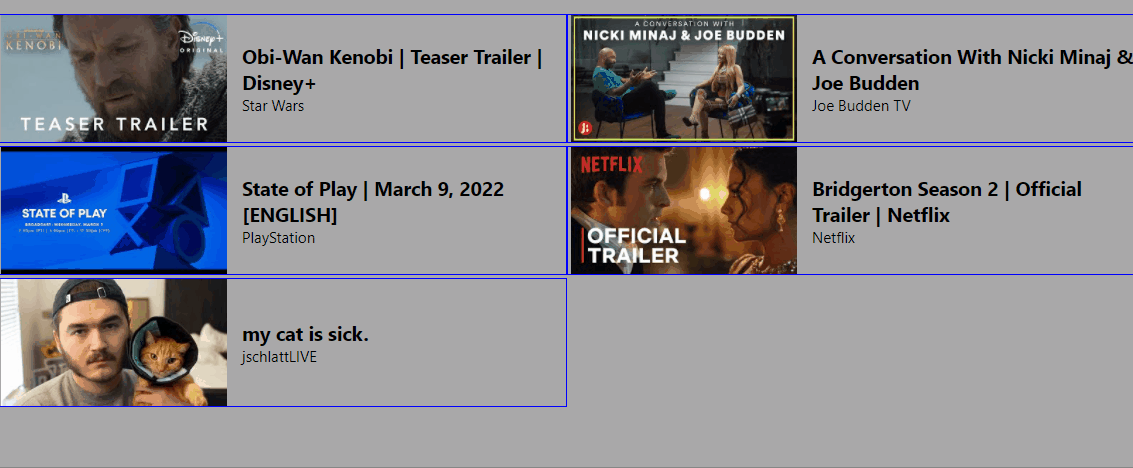 OBI-WAN
KENOBI
Disney+
ORIGINAL
TEASER TRAILER
Obi-Wan Kenobi | Teaser Trailer |
Disney+
Star Wars
A CONVERSATION WITH
NICKI MINAJ & JOE BUDDEN
A Conversation With Nicki Minaj &
Joe Budden
Joe Budden TV
STATE OF PLAY
State of Play | March 9, 2022
[ENGLISH]
PlayStation
NETFLIX
OFFICIAL
TRAILER
Bridgerton Season 2 | Official
Trailer | Netflix
Netflix
my cat is sick.
jschlattLIVE